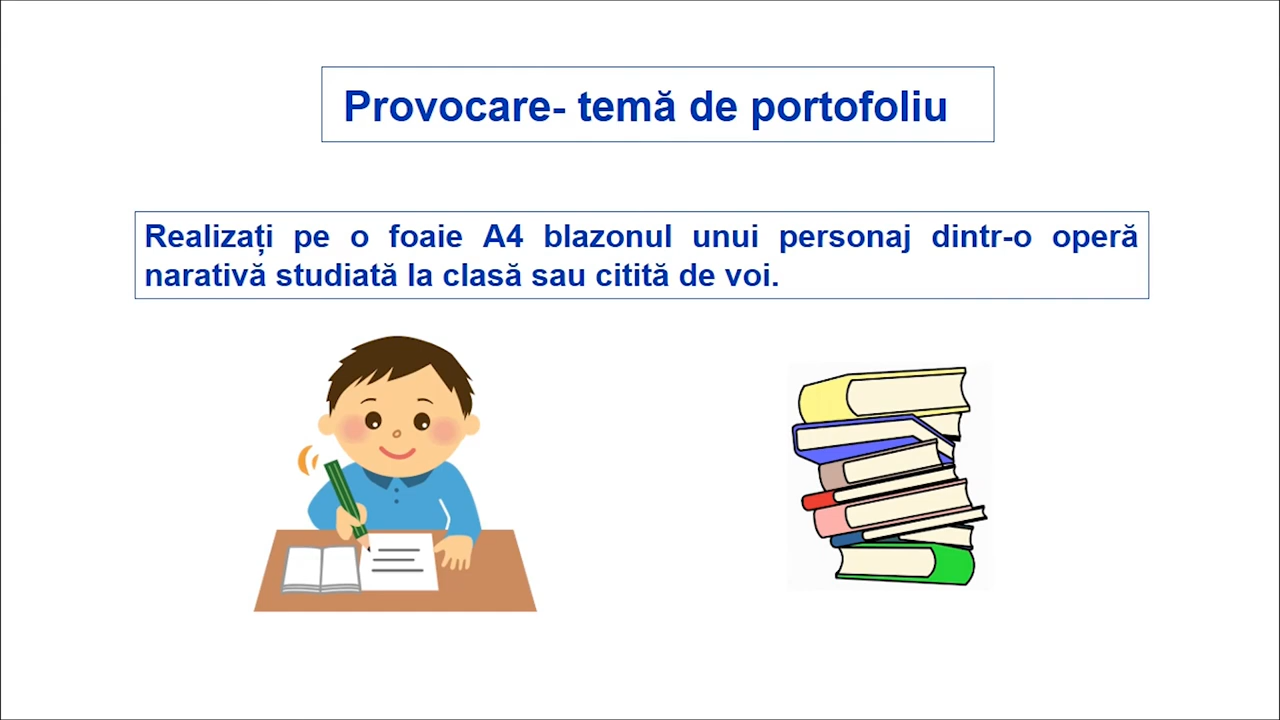 Provocare- temă de portofoliu
Realizați pe o foaie A4 blazonul unui personaj dintr-o operă
narativă studiată la clasă sau citită de voi.